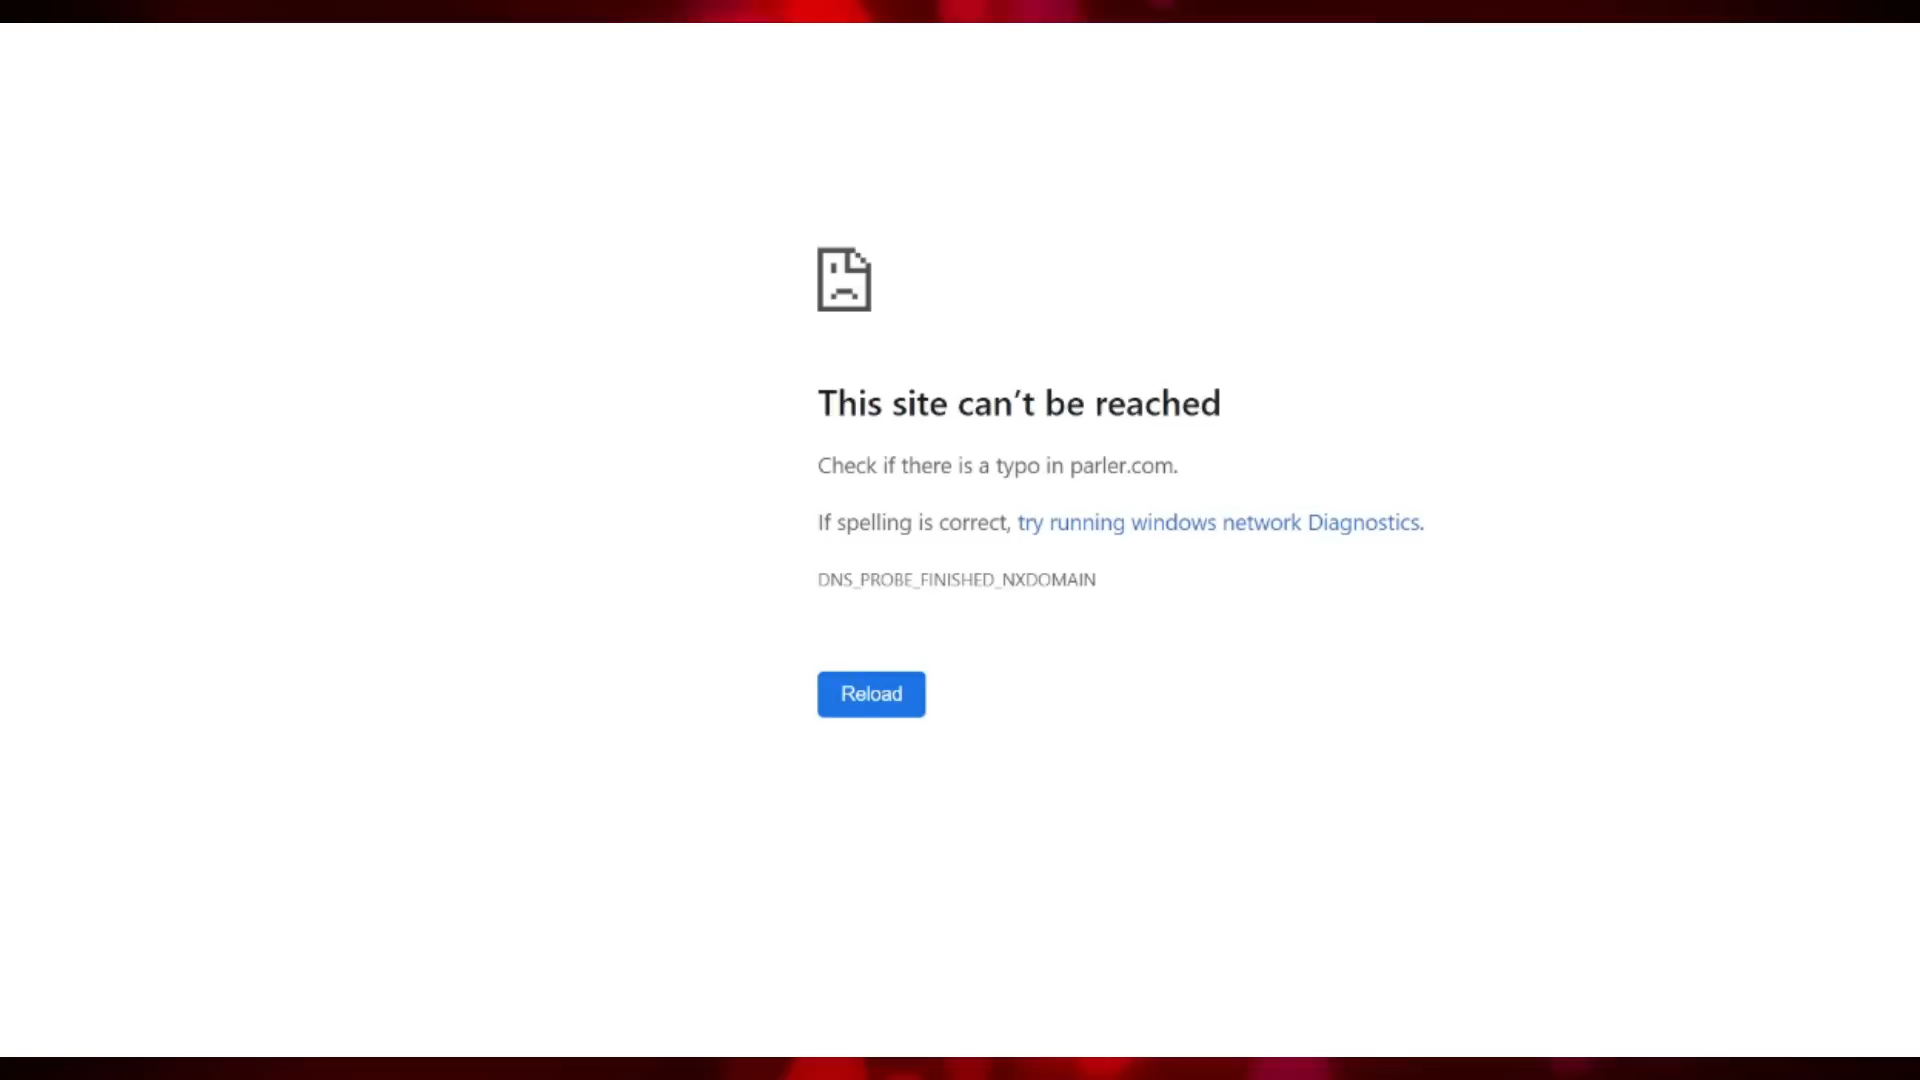 This site can’t be reached
Check if there is a typo in parler.com.
If spelling is correct, try running windows network Diagnostics.
DNS_PROBE_FINISHED_NXDOMAIN
Reload